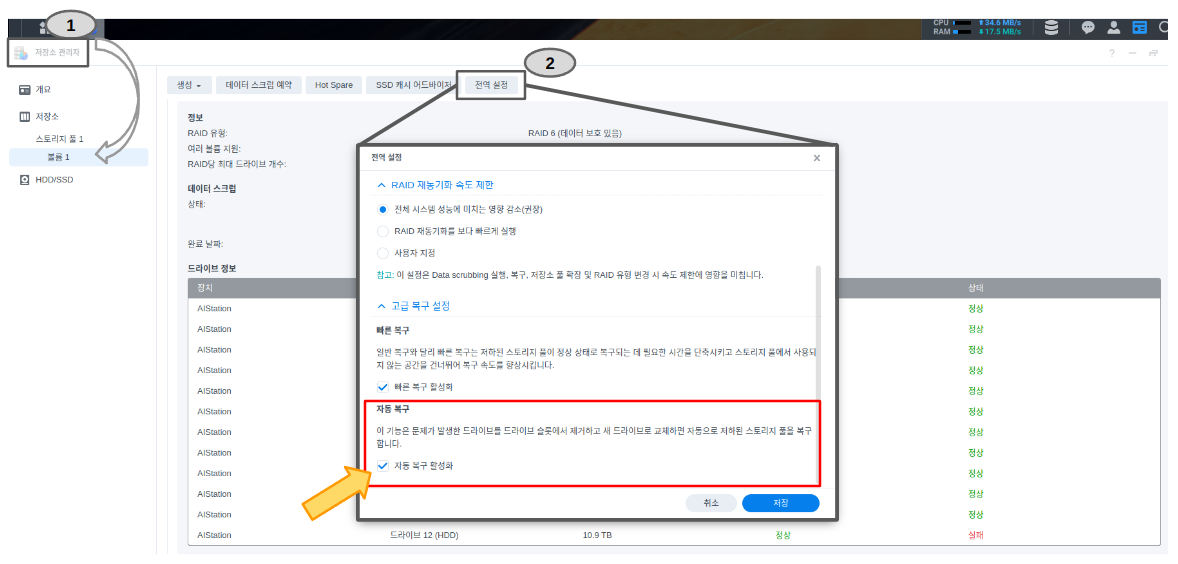 1
CPU 34.6 MB/s
RAM 17.5 MB/s
저장소 관리자
?
2
개요
저장소
스토리지 풀 1
볼륨 1
HDD/SSD
생성
데이터 스크럽 예약
Hot Spare
SSD 캐시 어드바이저
전역 설정
정보
RAID 유형:
RAID 6 (데이터 보호 있음)
여러 볼륨 지원:
RAID당 최대 드라이브 개수:
데이터 스크럽
상태:
완료 날짜:
드라이브 정보
장치
상태
AIStation
정상
AIStation
정상
AIStation
정상
AIStation
정상
AIStation
정상
AIStation
정상
AIStation
정상
AIStation
정상
AIStation
정상
AIStation
정상
AIStation
정상
AIStation
드라이브 12 (HDD)
10.9 TB
정상
실패
전역 설정
RAID 재동기화 속도 제한
전체 시스템 성능에 미치는 영향 감소(권장)
RAID 재동기화를 보다 빠르게 실행
사용자 지정
참고: 이 설정은 Data scrubbing 실행, 복구, 저장소 풀 확장 및 RAID 유형 변경 시 속도 제한에 영향을 미칩니다.
고급 복구 설정
빠른 복구
일반 복구와 달리 빠른 복구는 저하된 스토리지 풀이 정상 상태로 복구되는 데 필요한 시간을 단축시키고 스토리지 풀에서 사용되
지 않는 공간을 건너뛰어 복구 속도를 향상시킵니다.
빠른 복구 활성화
자동 복구
이 기능은 문제가 발생한 드라이브를 드라이브 슬롯에서 제거하고 새 드라이브로 교체하면 자동으로 저하된 스토리지 풀을 복구
합니다.
자동 복구 활성화
취소
저장